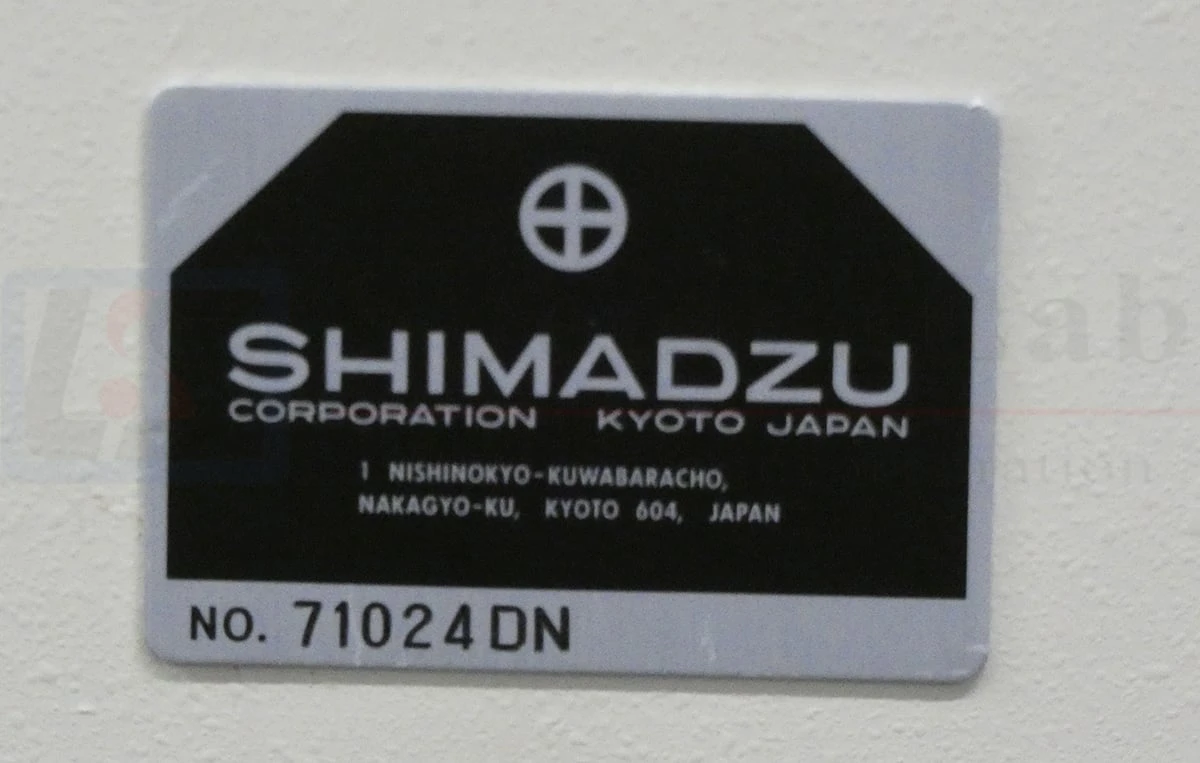 SHIMADZU
CORPORATION KYOTO JAPAN
1 NISHINOKYO-KUWABARACHO,
NAKAGYO-KU, KYOTO 604, JAPAN
NO. 71024DN